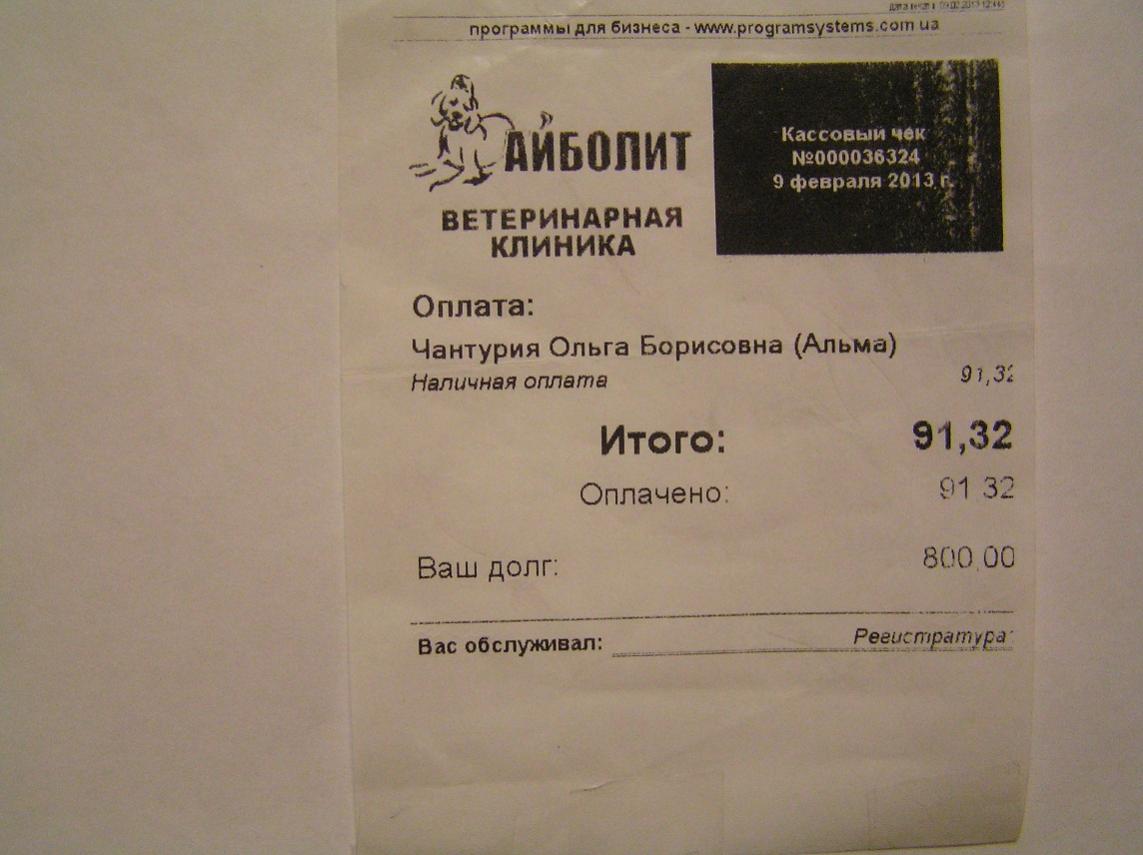 программы для бизнеса - www.programsystems.com.ua
АЙБОЛИТ
ВЕТЕРИНАРНАЯ
КЛИНИКА
Кассовый чек
№000036324
9 февраля 2013 г.
Оплата:
Чантурия Ольга Борисовна (Альма)
Наличная оплата 91,32
Итого: 91,32
Оплачено: 91 32
Ваш долг: 800,00
Вас обслуживал: Регистратура